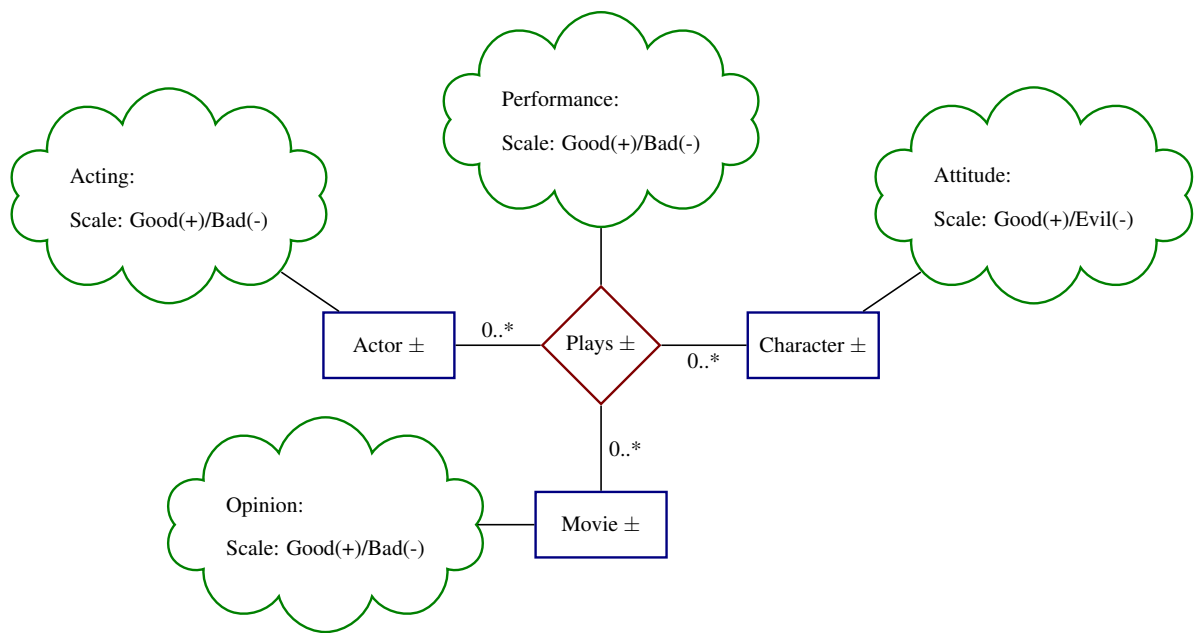 Performance:
Scale: Good(+)/Bad(-)
Acting:
Scale: Good(+)/Bad(-)
Attitude:
Scale: Good(+)/Evil(-)
Actor ±
0..*
Plays ±
0..*
Character ±
0..*
Opinion:
Scale: Good(+)/Bad(-)
Movie ±